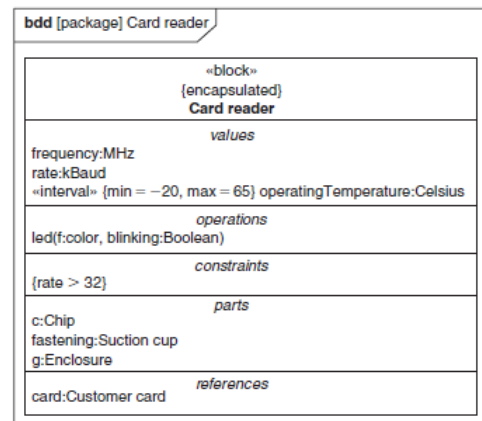 bdd [package] Card reader
«block»
{encapsulated}
Card reader
values
frequency:MHz
rate:kBaud
«interval» {min = −20, max = 65} operatingTemperature:Celsius
operations
led(f:color, blinking:Boolean)
constraints
{rate > 32}
parts
c:Chip
fastening:Suction cup
g:Enclosure
references
card:Customer card